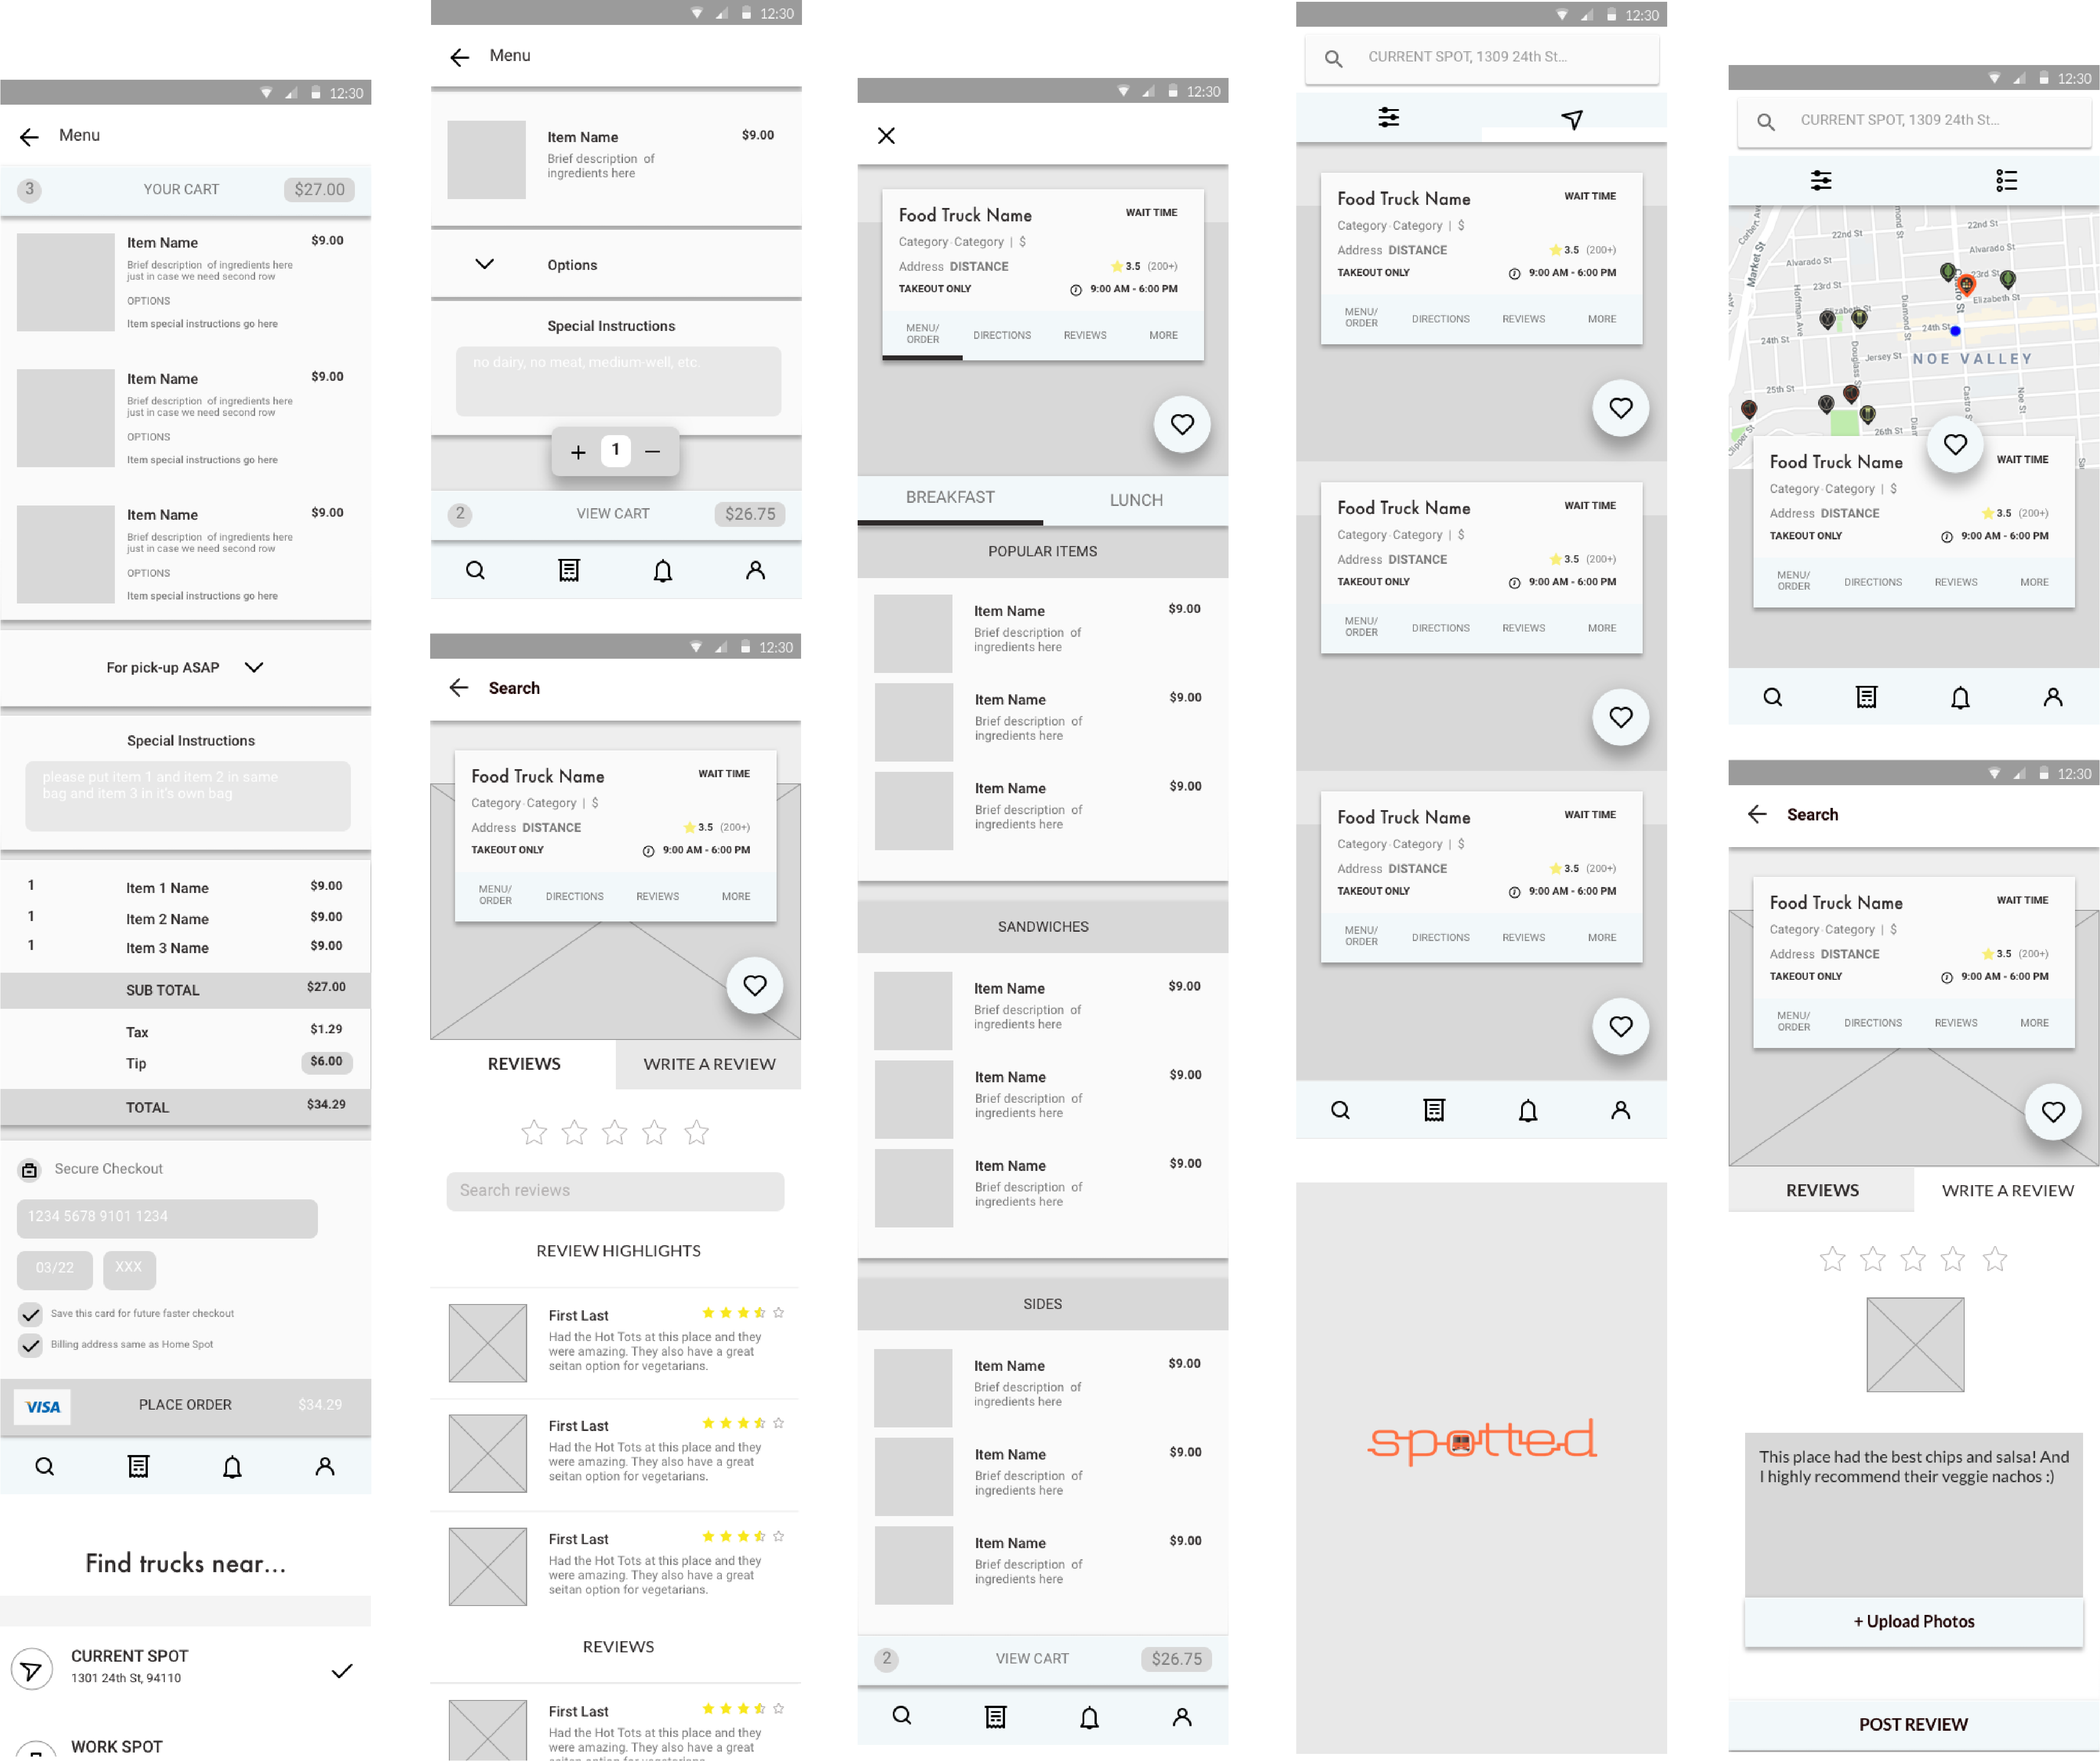 12:30
Menu
3 YOUR CART $27.00
Item Name $9.00
Brief description of ingredients here
just in case we need second row
OPTIONS
Item special instructions go here
Item Name $9.00
Brief description of ingredients here
just in case we need second row
OPTIONS
Item special instructions go here
Item Name $9.00
Brief description of ingredients here
just in case we need second row
OPTIONS
Item special instructions go here
For pick-up ASAP
Special Instructions
please put item 1 and item 2 in same
bag and item 3 in it's own bag
1 Item 1 Name $9.00
1 Item 2 Name $9.00
1 Item 3 Name $9.00
SUB TOTAL $27.00
Tax $1.29
Tip $6.00
TOTAL $34.29
Secure Checkout
1234 5678 9101 1234
03/22 XXX
Save this card for future faster checkout
Billing address same as Home Spot
VISA PLACE ORDER $34.29
Find trucks near...
CURRENT SPOT
1301 24th St, 94110
WORK SPOT
12:30
Menu
Item Name $9.00
Brief description of
ingredients here
Options
Special Instructions
no dairy, no meat, medium-well, etc.
+ 1 −
2 VIEW CART $26.75
12:30
Search
Food Truck Name WAIT TIME
Category · Category | $
Address DISTANCE 3.5 (200+)
TAKEOUT ONLY 9:00 AM - 6:00 PM
MENU/
ORDER DIRECTIONS REVIEWS MORE
REVIEWS WRITE A REVIEW
Search reviews
REVIEW HIGHLIGHTS
First Last
Had the Hot Tots at this place and they
were amazing. They also have a great
seitan option for vegetarians.
First Last
Had the Hot Tots at this place and they
were amazing. They also have a great
seitan option for vegetarians.
First Last
Had the Hot Tots at this place and they
were amazing. They also have a great
seitan option for vegetarians.
REVIEWS
First Last
Had the Hot Tots at this place and they
were amazing. They also have a great
seitan option for vegetarians.
12:30
Food Truck Name WAIT TIME
Category · Category | $
Address DISTANCE 3.5 (200+)
TAKEOUT ONLY 9:00 AM - 6:00 PM
MENU/
ORDER DIRECTIONS REVIEWS MORE
BREAKFAST LUNCH
POPULAR ITEMS
Item Name $9.00
Brief description of
ingredients here
Item Name $9.00
Brief description of
ingredients here
Item Name $9.00
Brief description of
ingredients here
SANDWICHES
Item Name $9.00
Brief description of
ingredients here
Item Name $9.00
Brief description of
ingredients here
Item Name $9.00
Brief description of
ingredients here
SIDES
Item Name $9.00
Brief description of
ingredients here
Item Name $9.00
Brief description of
ingredients here
Item Name $9.00
Brief description of
ingredients here
2 VIEW CART $26.75
12:30
CURRENT SPOT, 1309 24th St...
Food Truck Name WAIT TIME
Category · Category | $
Address DISTANCE 3.5 (200+)
TAKEOUT ONLY 9:00 AM - 6:00 PM
MENU/
ORDER DIRECTIONS REVIEWS MORE
Food Truck Name WAIT TIME
Category · Category | $
Address DISTANCE 3.5 (200+)
TAKEOUT ONLY 9:00 AM - 6:00 PM
MENU/
ORDER DIRECTIONS REVIEWS MORE
Food Truck Name WAIT TIME
Category · Category | $
Address DISTANCE 3.5 (200+)
TAKEOUT ONLY 9:00 AM - 6:00 PM
MENU/
ORDER DIRECTIONS REVIEWS MORE
spotted
12:30
CURRENT SPOT, 1309 24th St...
Corbett Av
Market St
22nd St
22nd St
Alvarado St
Alvarado St
23rd St
23rd St
Hoffman Ave
Elizabeth St
Diamond St
24th St
24th St
Douglass S
Jersey St
NOE VALLEY
25th St
Castro S
Noe St
26th St
Clipper St
Food Truck Name WAIT TIME
Category · Category | $
Address DISTANCE 3.5 (200+)
TAKEOUT ONLY 9:00 AM - 6:00 PM
MENU/
ORDER DIRECTIONS REVIEWS MORE
12:30
Search
Food Truck Name WAIT TIME
Category · Category | $
Address DISTANCE 3.5 (200+)
TAKEOUT ONLY 9:00 AM - 6:00 PM
MENU/
ORDER DIRECTIONS REVIEWS MORE
REVIEWS WRITE A REVIEW
This place had the best chips and salsa! And
I highly recommend their veggie nachos :)
+ Upload Photos
POST REVIEW